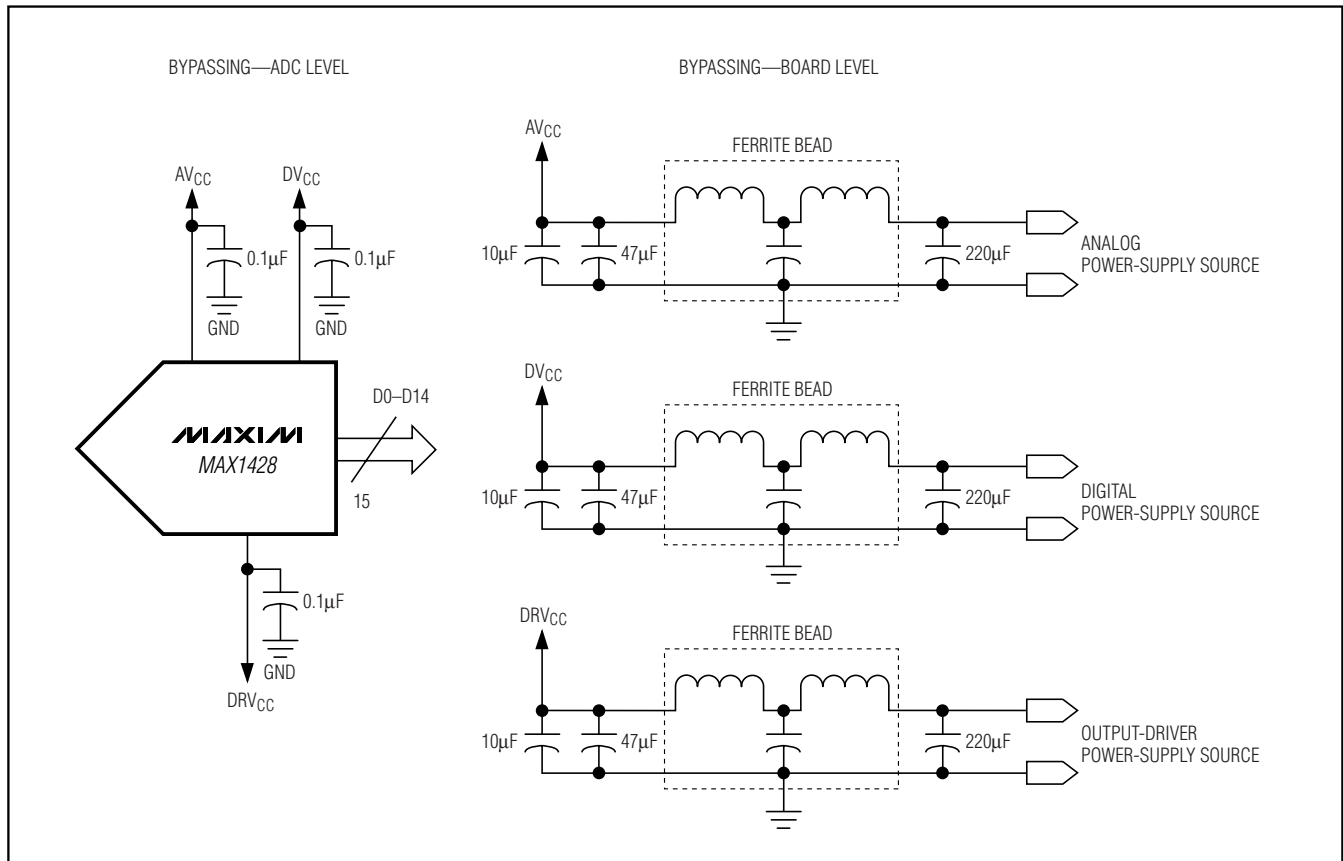 BYPASSING—ADC LEVEL
BYPASSING—BOARD LEVEL
AVCC
DVCC
0.1µF
0.1µF
GND
GND
MAXIM
MAX1428
D0–D14
15
0.1µF
GND
DRVCC
AVCC
FERRITE BEAD
10µF
47µF
220µF
ANALOG
POWER-SUPPLY SOURCE
DVCC
FERRITE BEAD
10µF
47µF
220µF
DIGITAL
POWER-SUPPLY SOURCE
DRVCC
FERRITE BEAD
10µF
47µF
220µF
OUTPUT-DRIVER
POWER-SUPPLY SOURCE